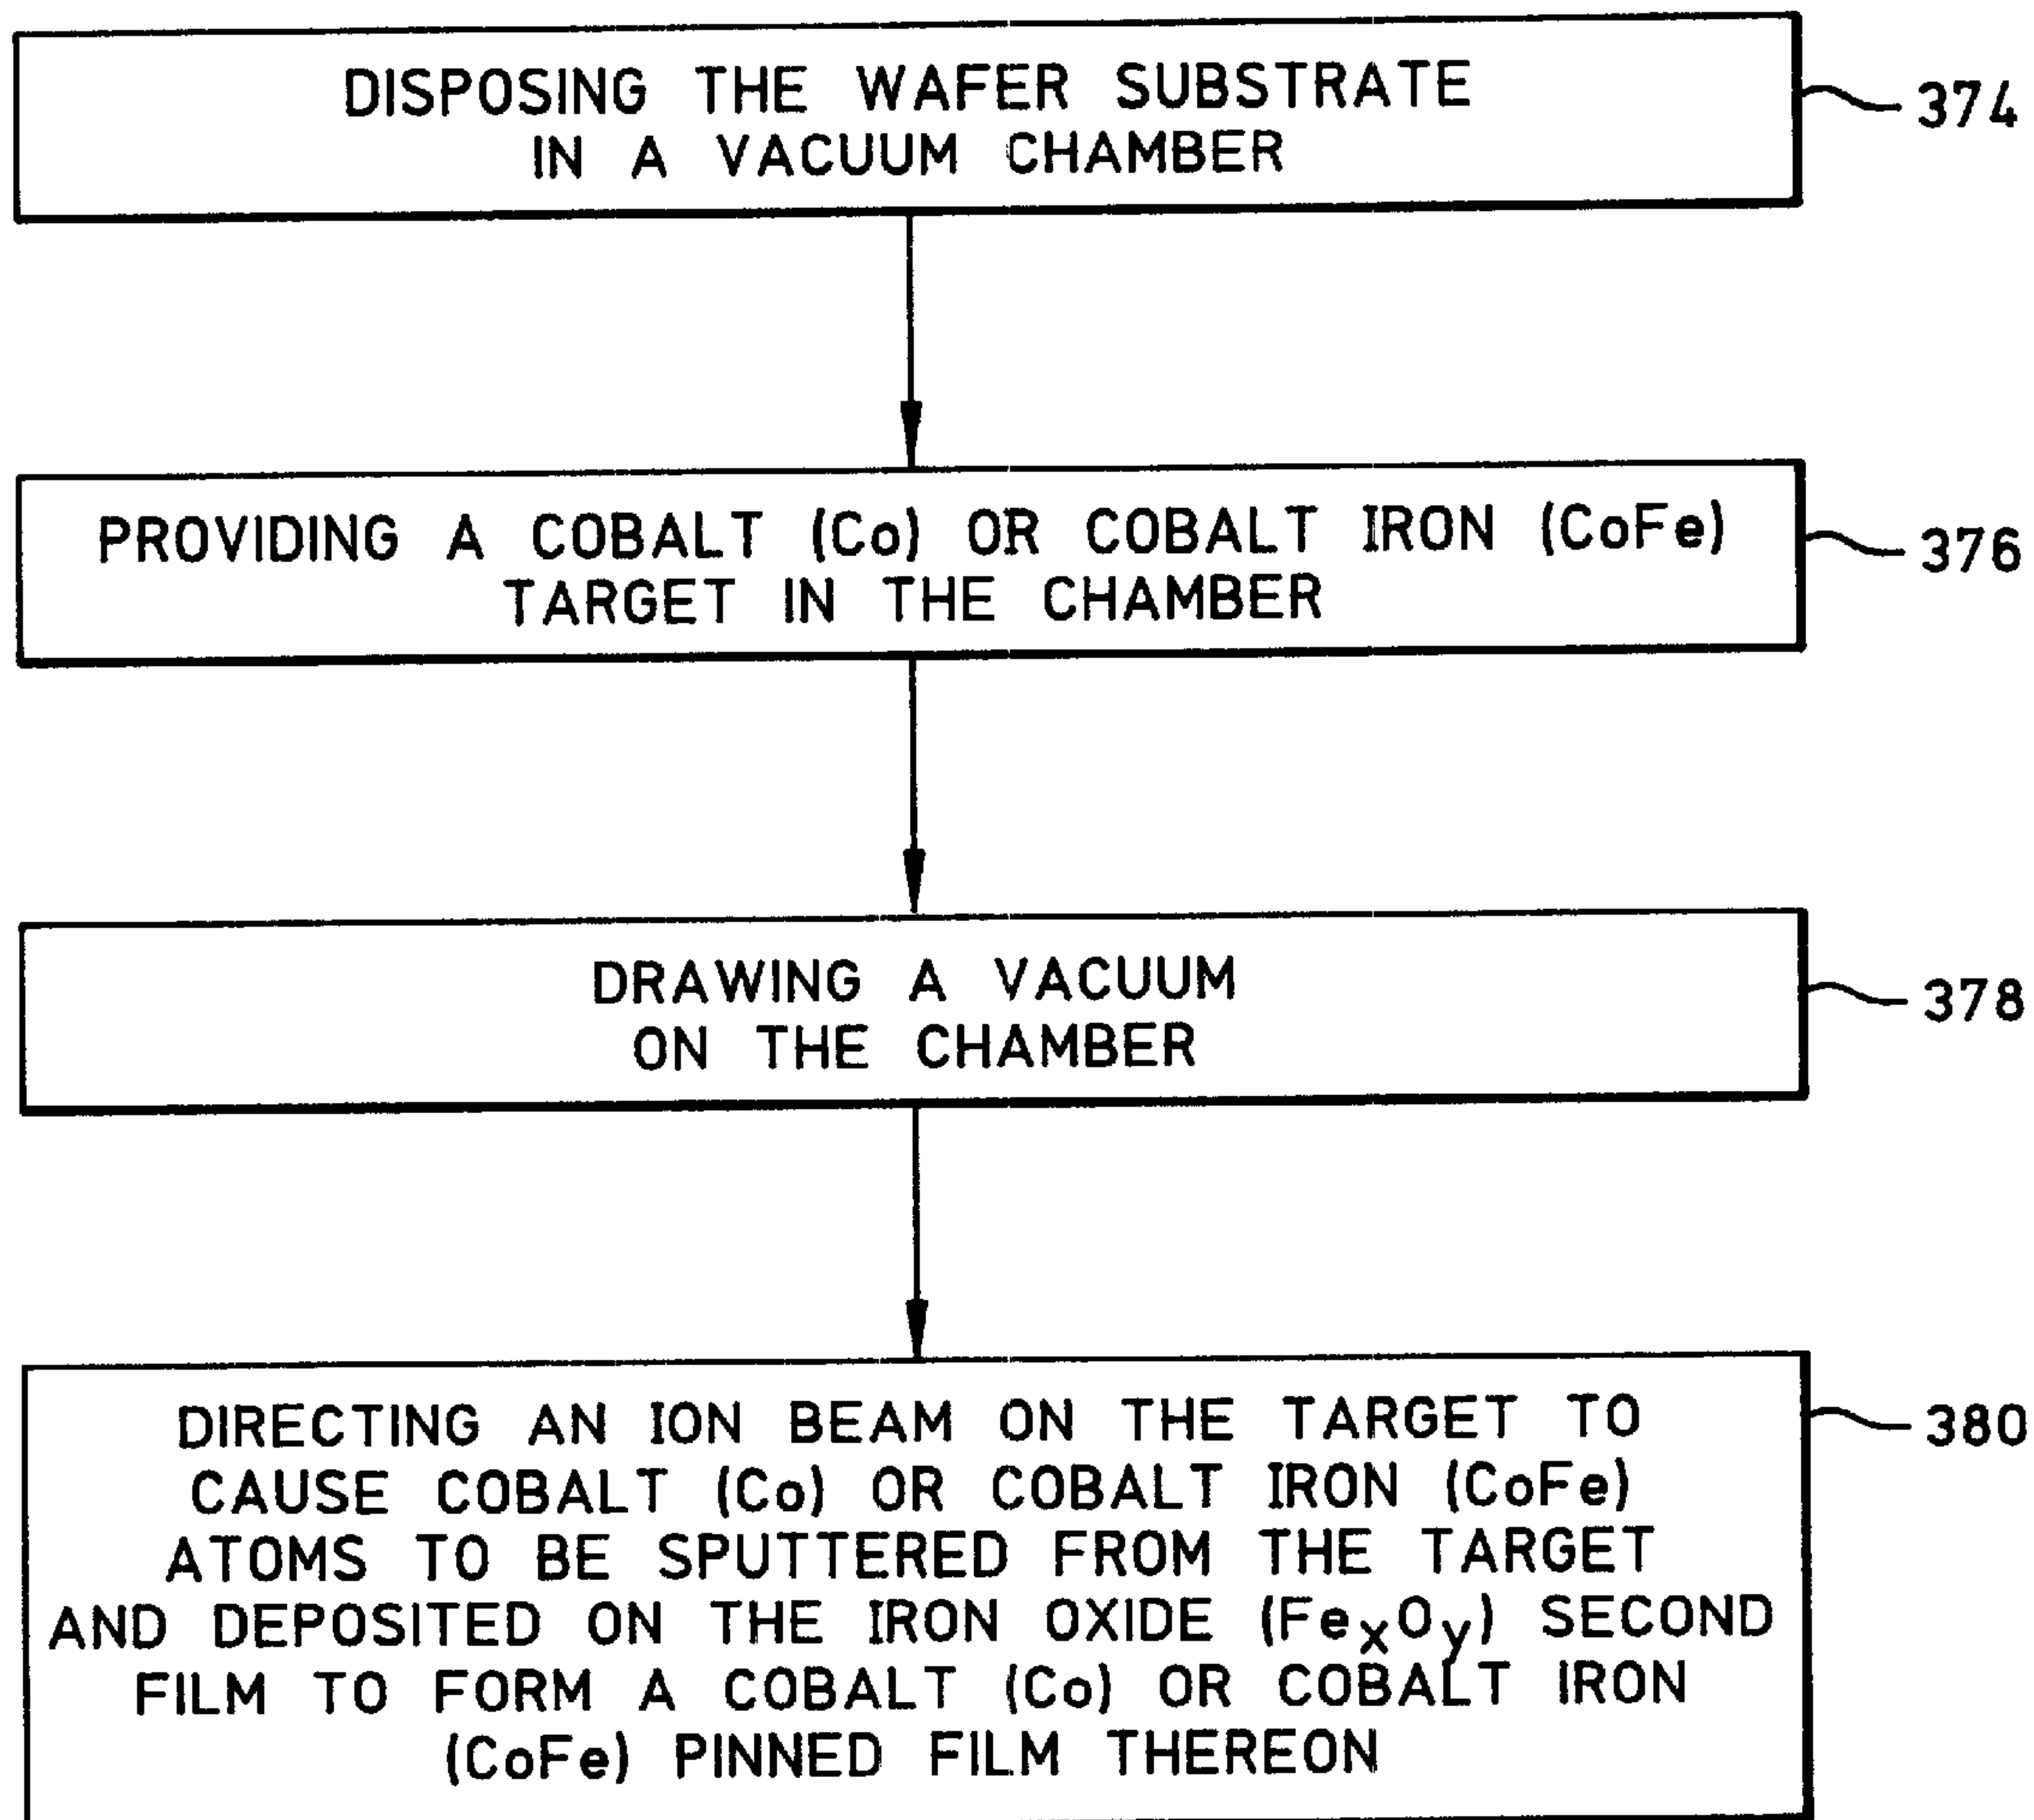 DISPOSING THE WAFER SUBSTRATE
IN A VACUUM CHAMBER
374
PROVIDING A COBALT (Co) OR COBALT IRON (CoFe)
TARGET IN THE CHAMBER
376
DRAWING A VACUUM
ON THE CHAMBER
378
DIRECTING AN ION BEAM ON THE TARGET TO
CAUSE COBALT (Co) OR COBALT IRON (CoFe)
ATOMS TO BE SPUTTERED FROM THE TARGET
AND DEPOSITED ON THE IRON OXIDE (FeₓOᵧ) SECOND
FILM TO FORM A COBALT (Co) OR COBALT IRON
(CoFe) PINNED FILM THEREON
380